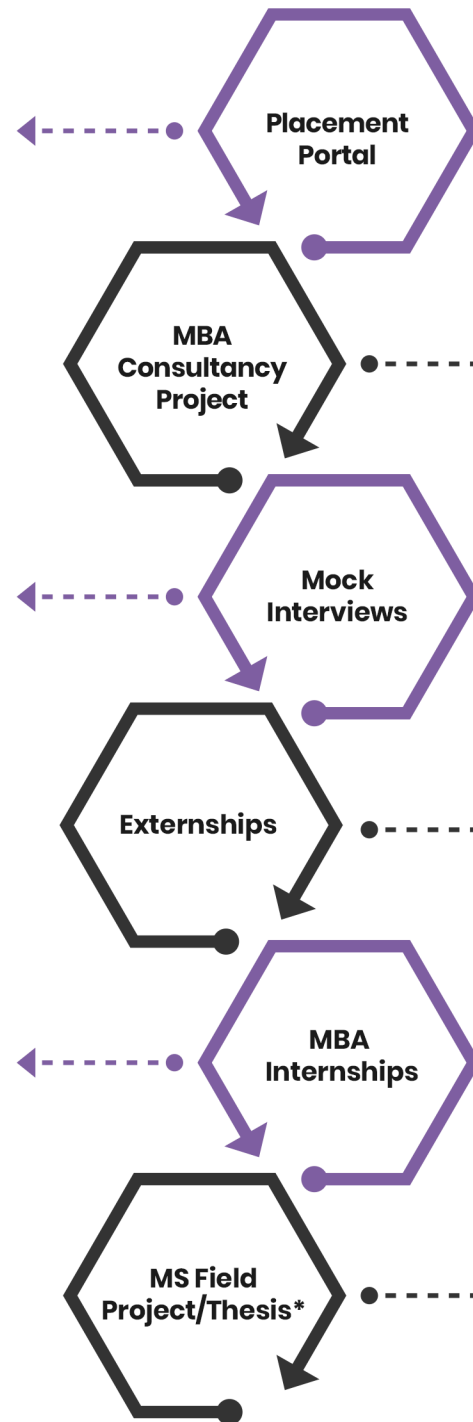 Placement
Portal
MBA
Consultancy
Project
Mock
Interviews
Externships
MBA
Internships
MS Field
Project/Thesis*